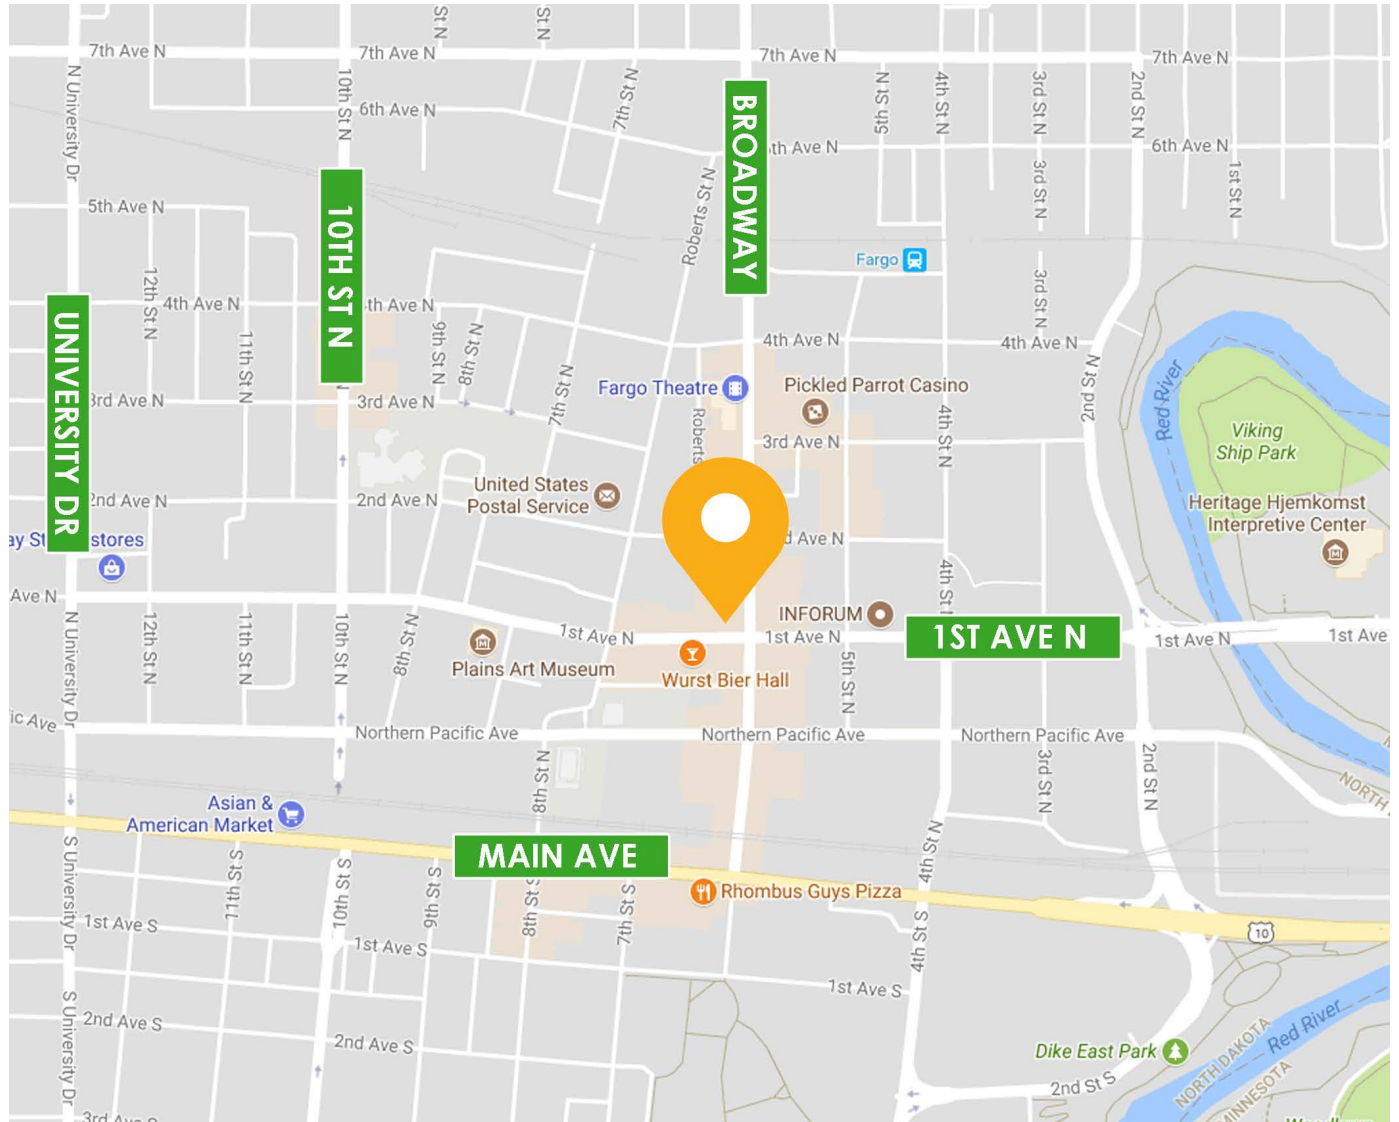 St N
St N
7th Ave N
7th Ave N
7th Ave N
7th Ave N
N University Dr
10th St N
6th Ave N
7th St N
BROADWAY
5th St N
4th St N
3rd St N
2nd St N
th Ave N
6th Ave N
3rd St N
1st St N
5th Ave N
10TH ST N
Roberts St N
Fargo
12th St N
4th Ave N
th Ave N
3rd St N
UNIVERSITY DR
11th St N
9th St N
8th St N
4th Ave N
4th Ave N
Red River
2nd St N
Fargo Theatre
Pickled Parrot Casino
7th St N
3rd Ave N
3rd Ave N
Roberts
4th St N
3rd Ave N
Viking
Ship Park
United States
Postal Service
2nd Ave N
2nd Ave N
Heritage Hjemkomst
Interpretive Center
d Ave N
ay St
stores
Ave N
4th St N
INFORUM
1ST AVE N
N University Dr
12th St N
11th St N
10th St N
8th St N
1st Ave N
1st Ave N
1st Ave N
1st Ave
Plains Art Museum
Wurst Bier Hall
5th St N
ic Ave
Northern Pacific Ave
Northern Pacific Ave
Northern Pacific Ave
8th St N
3rd St N
2nd St N
NORTH
Asian &
American Market
MAIN AVE
4th St N
S University Dr
11th St S
10th St S
9th St S
8th St S
7th St S
Rhombus Guys Pizza
1st Ave S
1st Ave S
4th St S
10
1st Ave S
S University Dr
2nd Ave S
2nd Ave S
Dike East Park
2nd St S
NORTH DAKOTA
MINNESOTA
Red River
3rd Ave S